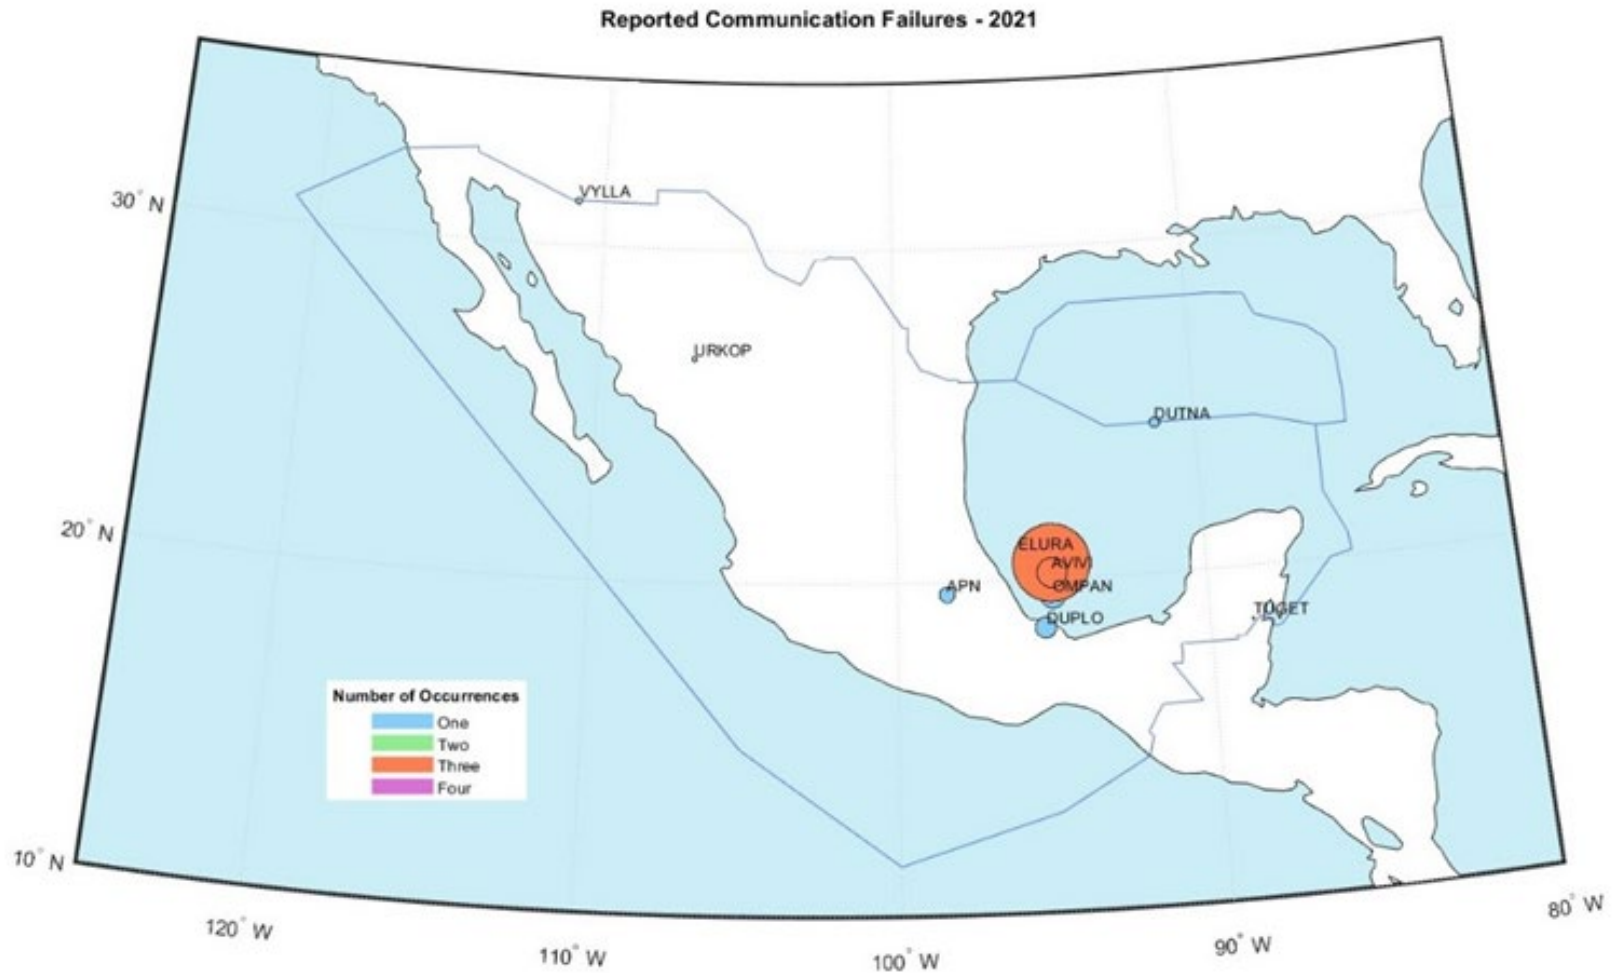 Reported Communication Failures - 2021
30° N
VYLLA
URKOP
DUTNA
20° N
ELURA
AVIVI
APN
OMPAN
TUGET
DUPLO
Number of Occurrences
One
Two
Three
Four
10° N
120° W
110° W
100° W
90° W
80° W